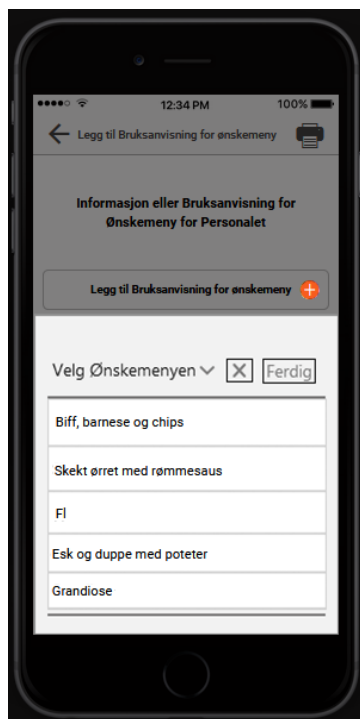 12:34 PM 100%
Legg til Bruksanvisning for ønskemeny
Informasjon eller Bruksanvisning for
Ønskemeny for Personalet
Legg til Bruksanvisning for ønskemeny
Velg Ønskemenyen X Ferdig
Biff, barnese og chips
Skekt ørret med rømmesaus
Fl
Esk og duppe med poteter
Grandiose